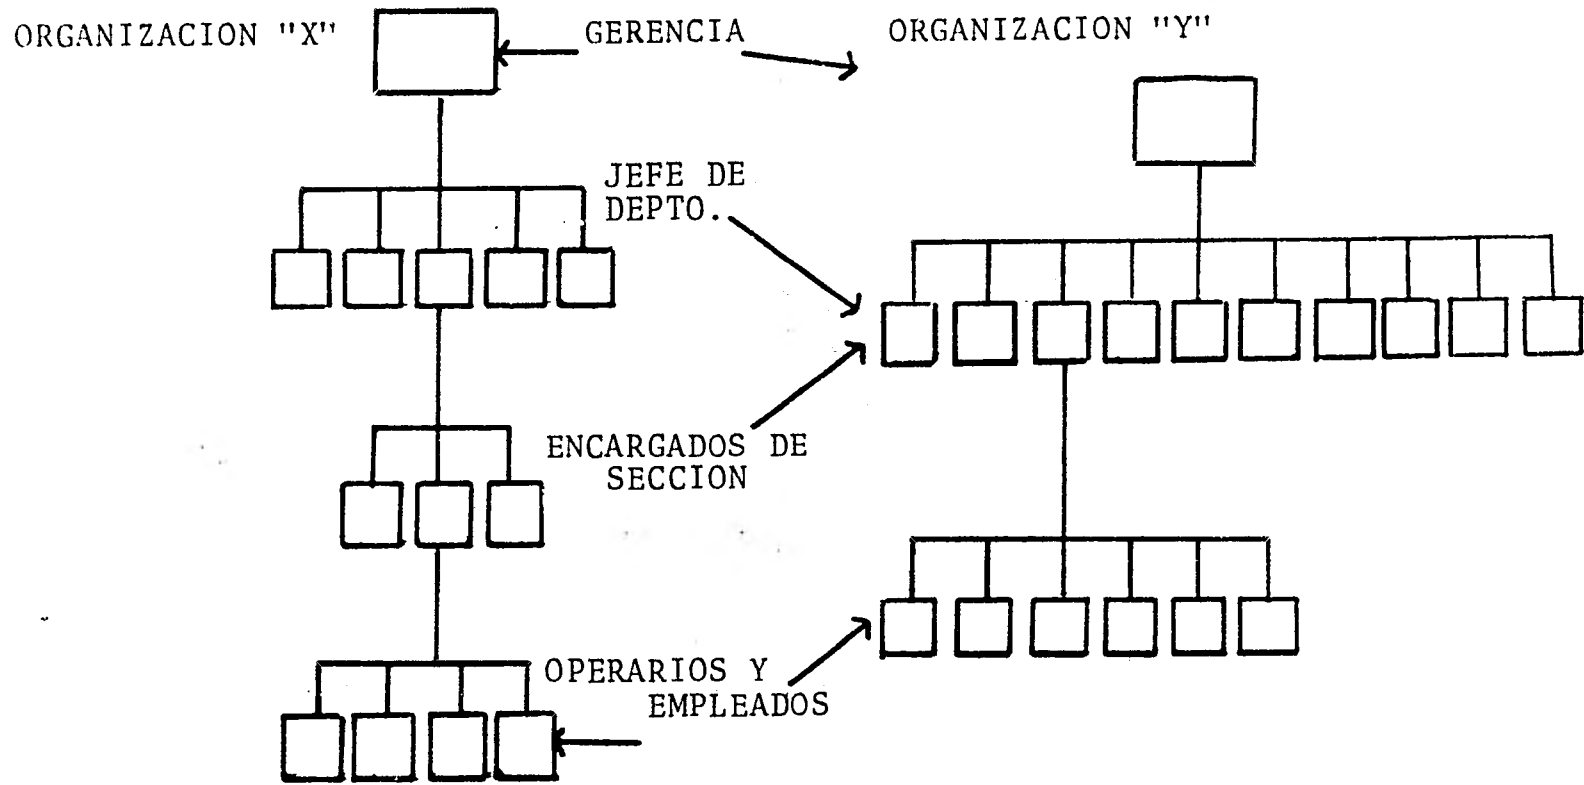 ORGANIZACION "X"
GERENCIA
ORGANIZACION "Y"
JEFE DE
DEPTO.
ENCARGADOS DE
SECCION
OPERARIOS Y
EMPLEADOS